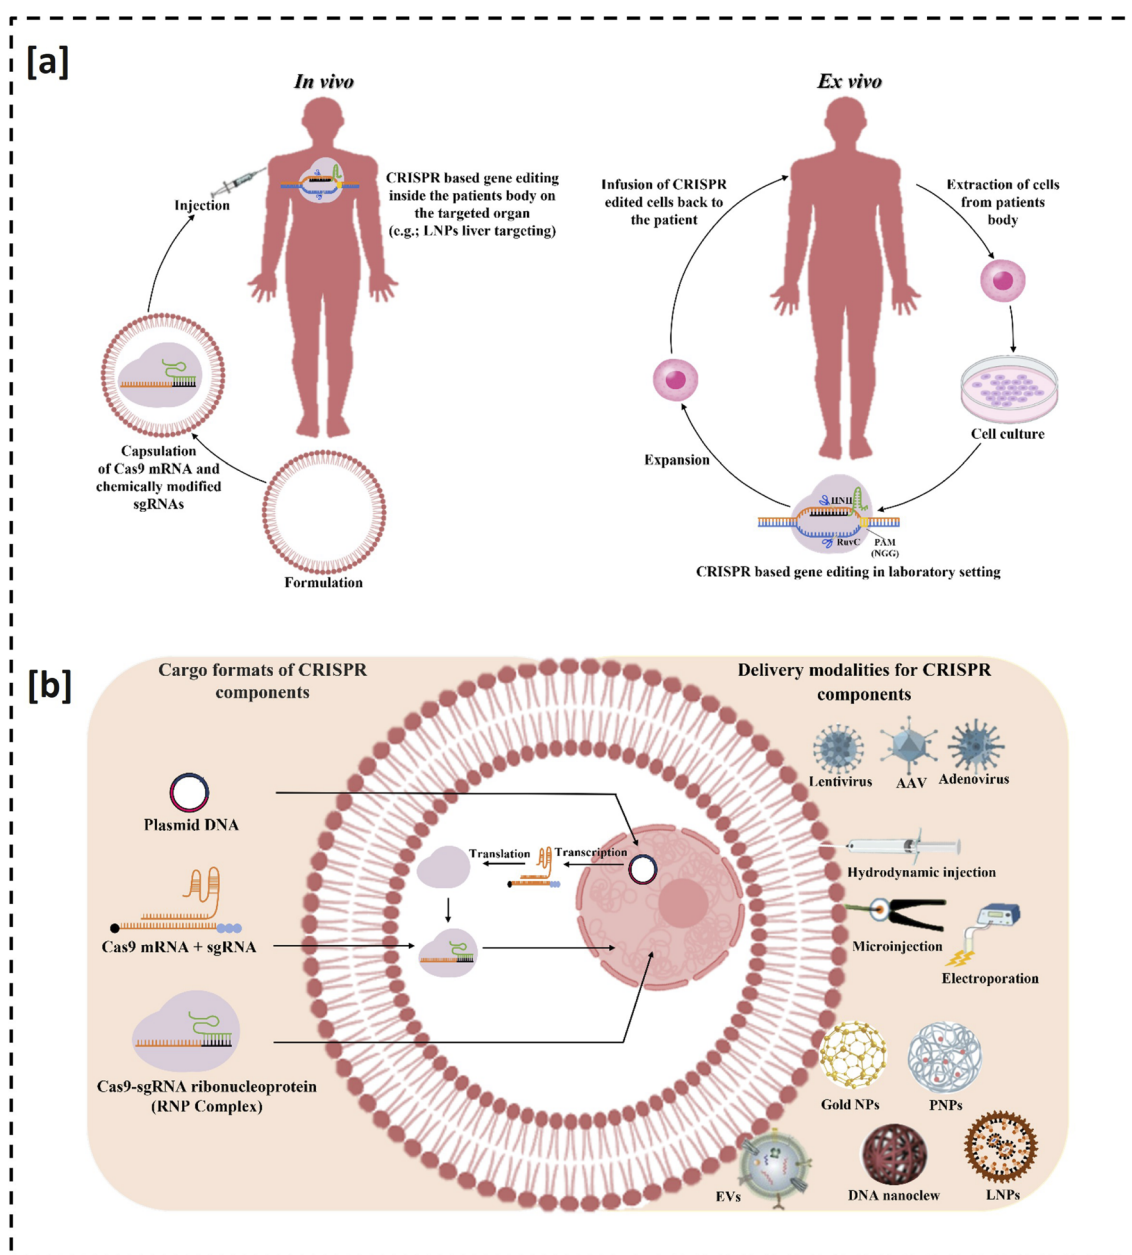 [a]
In vivo
Injection
CRISPR based gene editing
inside the patients body on
the targeted organ
(e.g.; LNPs liver targeting)
Capsulation
of Cas9 mRNA and
chemically modified
sgRNAs
Formulation
Ex vivo
Infusion of CRISPR
edited cells back to
the patient
Extraction of cells
from patients
body
Cell culture
Expansion
HNH
RuvC
PAM
(NGG)
CRISPR based gene editing in laboratory setting
[b]
Cargo formats of CRISPR
components
Plasmid DNA
Cas9 mRNA + sgRNA
Cas9-sgRNA ribonucleoprotein
(RNP Complex)
Translation
Transcription
Delivery modalities for CRISPR
components
Lentivirus
AAV
Adenovirus
Hydrodynamic injection
Microinjection
Electroporation
Gold NPs
PNPs
EVs
DNA nanoclew
LNPs